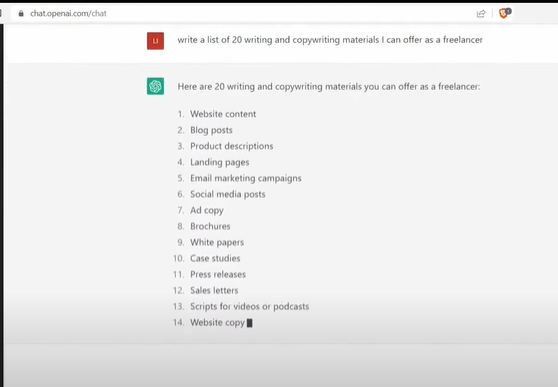 chat.openai.com/chat
LI
write a list of 20 writing and copywriting materials I can offer as a freelancer
Here are 20 writing and copywriting materials you can offer as a freelancer:
1. Website content
2. Blog posts
3. Product descriptions
4. Landing pages
5. Email marketing campaigns
6. Social media posts
7. Ad copy
8. Brochures
9. White papers
10. Case studies
11. Press releases
12. Sales letters
13. Scripts for videos or podcasts
14. Website copy